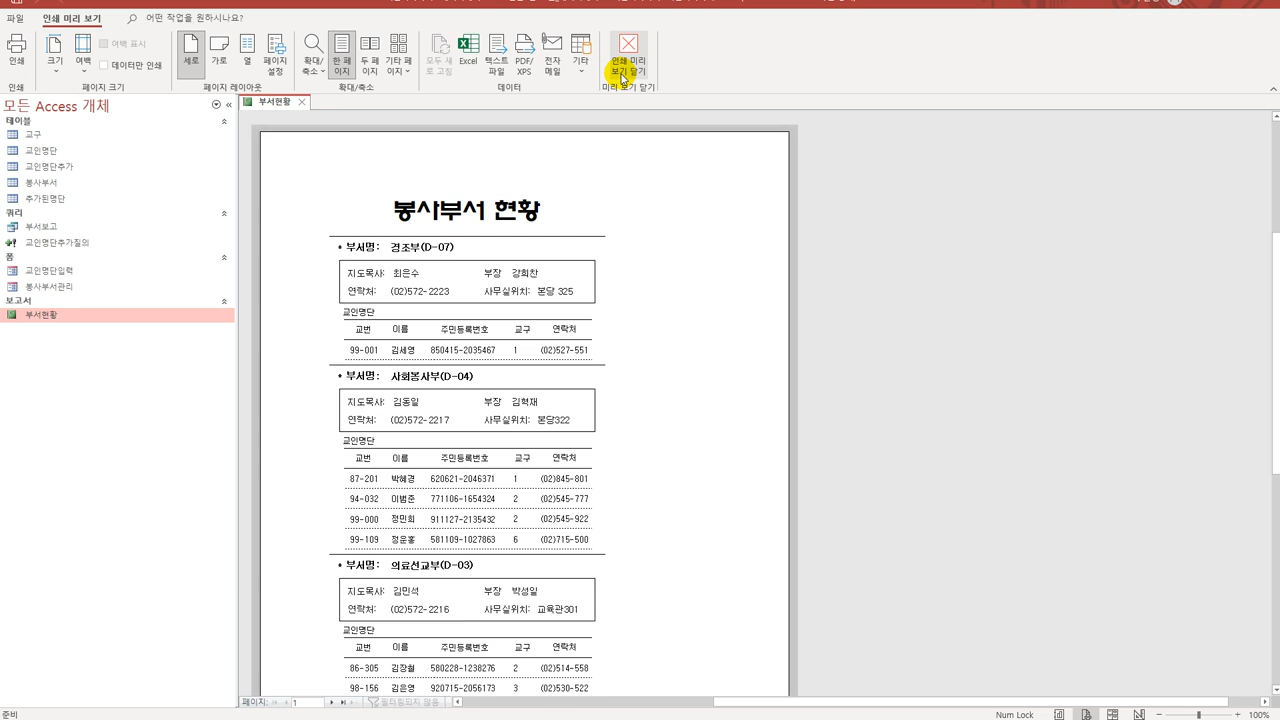 파일 인쇄 미리 보기 어떤 작업을 원하시나요?
인쇄 크기 여백 여백 표시 데이터만 인쇄 세로 가로 열 페이지 설정 확대/축소 한 페이지 두 페이지 기타 페이지 모두 새로 고침 Excel 텍스트 파일 PDF/XPS 전자 메일 기타 인쇄 미리 보기 닫기
인쇄 페이지 크기 페이지 레이아웃 확대/축소 데이터 미리 보기 닫기
모든 Access 개체
테이블
교구
교인명단
교인명단추가
봉사부서
추가된명단
쿼리
부서보고
교인명단추가질의
폼
교인명단입력
봉사부서관리
보고서
부서현황
부서현황
봉사부서 현황
• 부서명: 경조부(D-07)
지도목사: 최은수 부장 강희찬
연락처: (02)572-2223 사무실위치: 본당 325
교인명단
교번 이름 주민등록번호 교구 연락처
99-001 김세영 850415-2035467 1 (02)527-551
• 부서명: 사회봉사부(D-04)
지도목사: 김동일 부장 김혁재
연락처: (02)572-2217 사무실위치: 본당322
교인명단
교번 이름 주민등록번호 교구 연락처
87-201 박혜경 620621-2046371 1 (02)845-801
94-032 이범준 771106-1654324 2 (02)545-777
99-000 정민희 911127-2135432 2 (02)545-922
99-109 정운홍 581109-1027863 6 (02)715-500
• 부서명: 의료선교부(D-03)
지도목사: 김민석 부장 박성일
연락처: (02)572-2216 사무실위치: 교육관301
교인명단
교번 이름 주민등록번호 교구 연락처
86-305 김장철 580228-1238276 2 (02)514-558
98-156 김은영 920715-2056173 3 (02)530-522
페이지: 1 필터링되지 않음
준비 Num Lock 100%